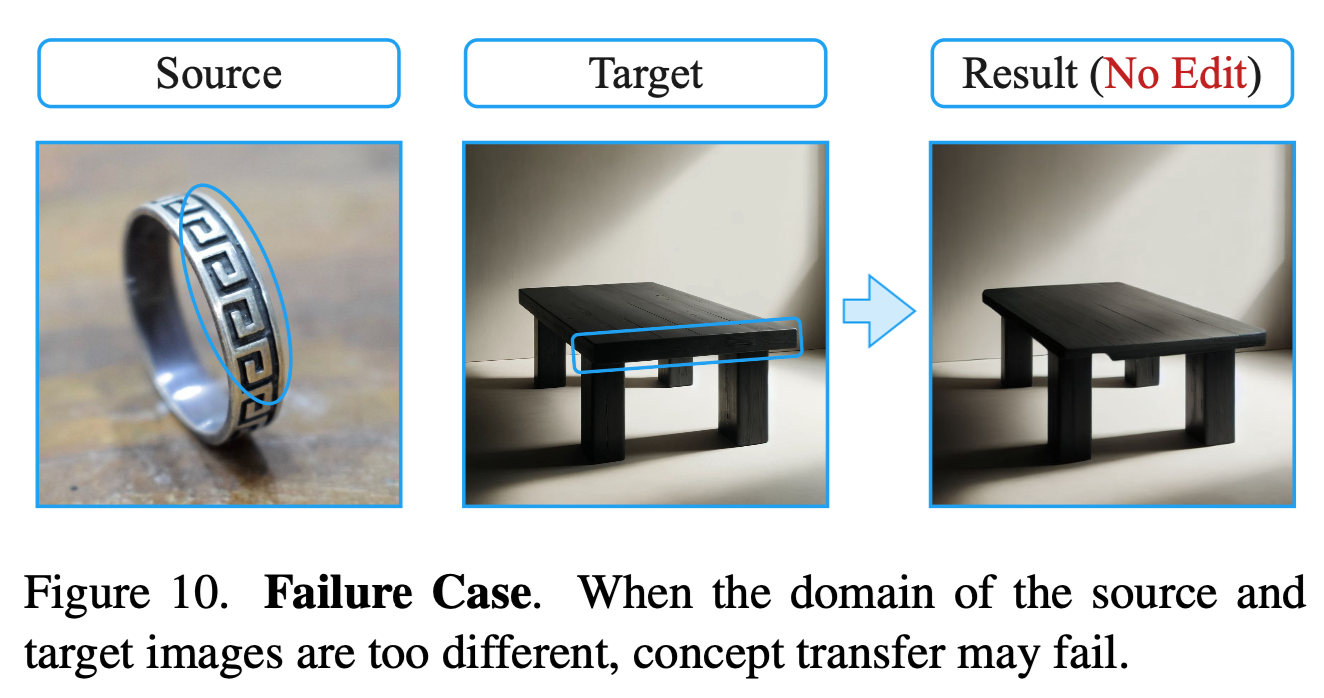 Source
Target
Result (No Edit)
Figure 10. Failure Case. When the domain of the source and
target images are too different, concept transfer may fail.